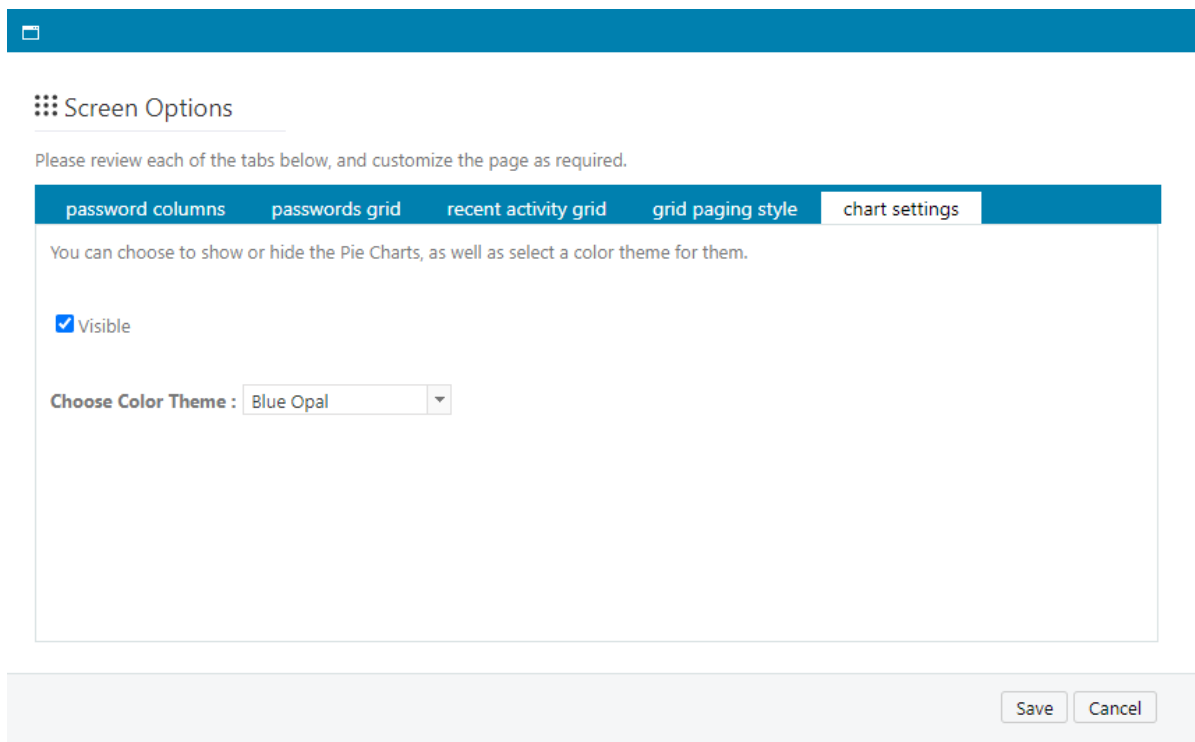 Screen Options
Please review each of the tabs below, and customize the page as required.
password columns passwords grid recent activity grid grid paging style chart settings
You can choose to show or hide the Pie Charts, as well as select a color theme for them.
Visible
Choose Color Theme : Blue Opal
Save Cancel